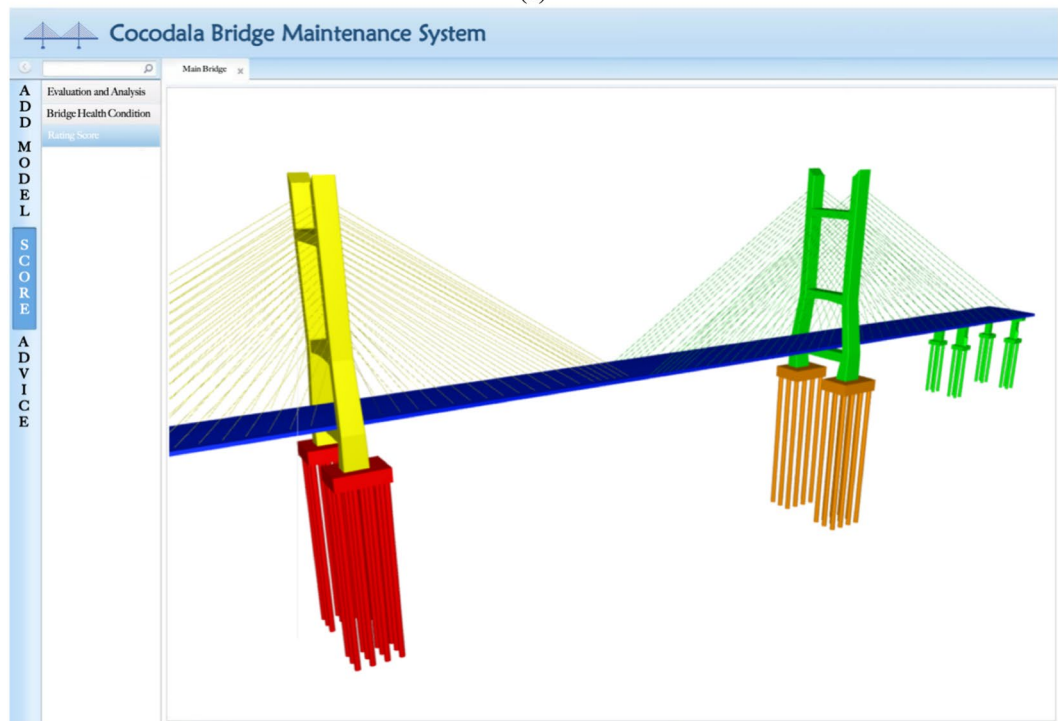 Cocodala Bridge Maintenance System
Main Bridge
Evaluation and Analysis
Bridge Health Condition
Rating Score
ADD MODEL
SCORE
ADVICE